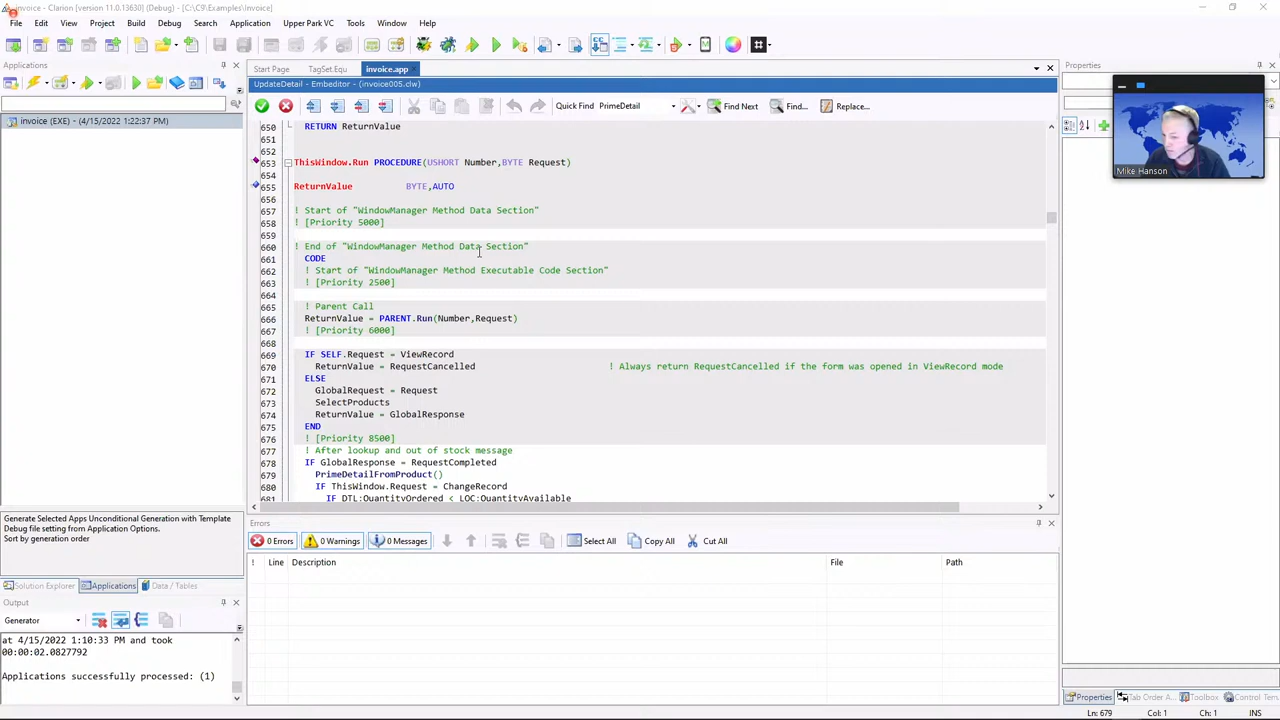 invoice - Clarion [version 11.0.13630] (Debug) - [C:\C9\Examples\Invoice]
File Edit View Project Build Debug Search Application Upper Park VC Tools Window Help
Applications
Start Page TagSet.Equ invoice.app
Properties
UpdateDetail - Embeditor - (invoice005.clw)
Quick Find PrimeDetail Find Next Find... Replace...
invoice (EXE) - (4/15/2022 1:22:37 PM)
Mike Hanson
650 RETURN ReturnValue
651
652
653 ThisWindow.Run PROCEDURE(USHORT Number,BYTE Request)
654
655 ReturnValue BYTE,AUTO
656
657 ! Start of "WindowManager Method Data Section"
658 ! [Priority 5000]
659
660 ! End of "WindowManager Method Data Section"
661 CODE
662 ! Start of "WindowManager Method Executable Code Section"
663 ! [Priority 2500]
664
665 ! Parent Call
666 ReturnValue = PARENT.Run(Number,Request)
667 ! [Priority 6000]
668
669 IF SELF.Request = ViewRecord
670 ReturnValue = RequestCancelled ! Always return RequestCancelled if the form was opened in ViewRecord mode
671 ELSE
672 GlobalRequest = Request
673 SelectProducts
674 ReturnValue = GlobalResponse
675 END
676 ! [Priority 8500]
677 ! After lookup and out of stock message
678 IF GlobalResponse = RequestCompleted
679 PrimeDetailFromProduct()
680 IF ThisWindow.Request = ChangeRecord
681 IF DTL:QuantityOrdered < LOC:QuantityAvailable
Generate Selected Apps Unconditional Generation with Template
Debug file setting from Application Options.
Sort by generation order
Errors
0 Errors 0 Warnings 0 Messages Select All Copy All Cut All
! Line Description File Path
Solution Explorer Applications Data / Tables
Output
Generator
at 4/15/2022 1:10:33 PM and took
00:00:02.0827792
Applications successfully processed: (1)
Properties Tab Order A... Toolbox Control Tem
Ln: 679 Col: 1 Ch: 1 INS